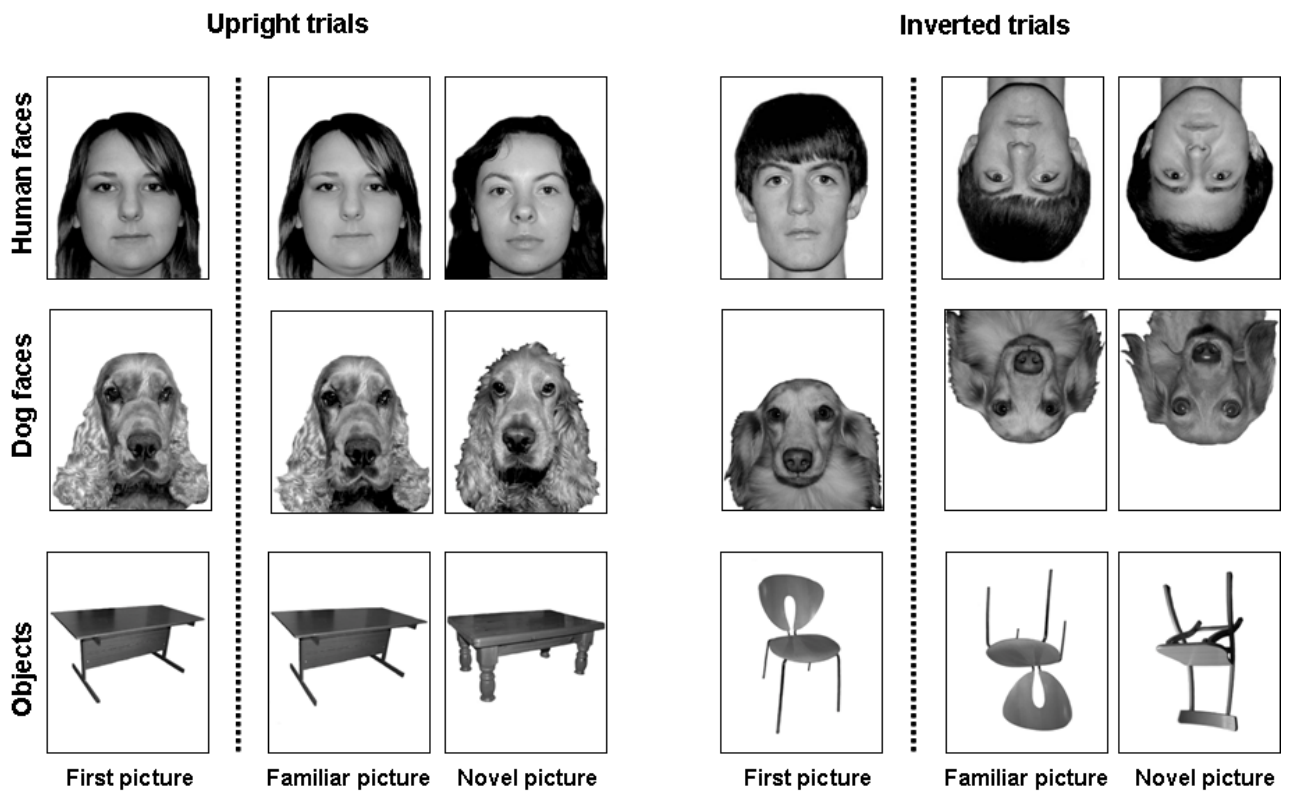 Upright trials
Inverted trials
Human faces
Dog faces
Objects
First picture
Familiar picture
Novel picture
First picture
Familiar picture
Novel picture